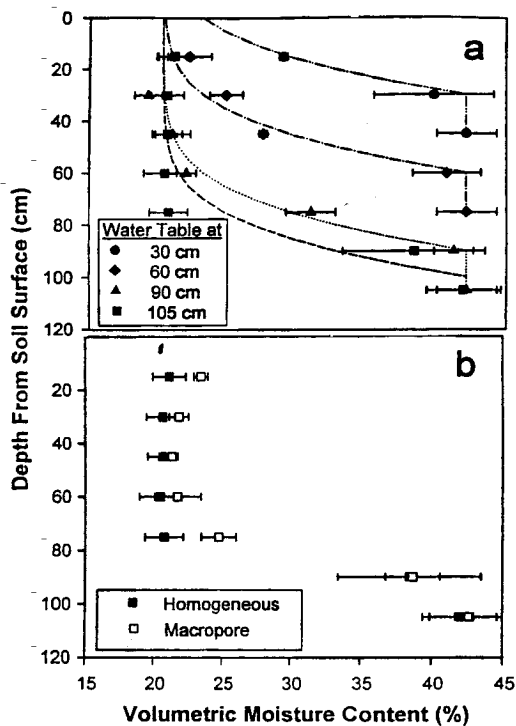 0
20
40
60
80
100
120
a
Water Table at
30 cm
60 cm
90 cm
105 cm
Depth From Soil Surface (cm)
20
40
60
80
100
120
b
Homogeneous
Macropore
15
20
25
30
35
40
45
Volumetric Moisture Content (%)